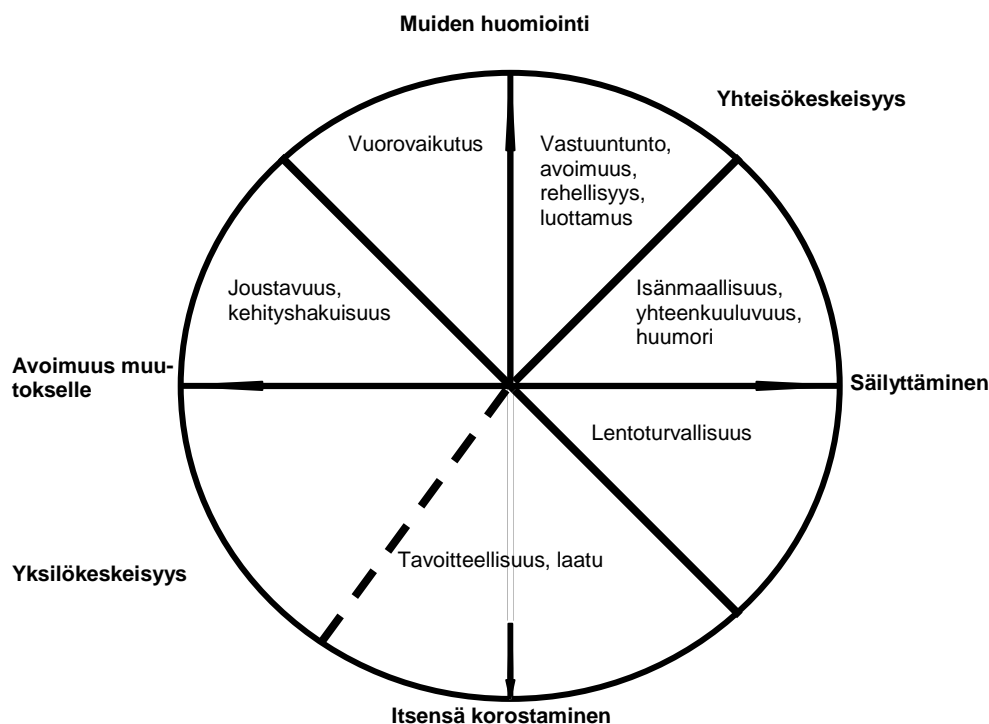 Muiden huomiointi
Yhteisökeskeisyys
Vuorovaikutus
Vastuuntunto,
avoimuus,
rehellisyys,
luottamus
Joustavuus,
kehityshakuisuus
Isänmaallisuus,
yhteenkuuluvuus,
huumori
Avoimuus muu-
tokselle
Säilyttäminen
Lentoturvallisuus
Tavoitteellisuus, laatu
Yksilökeskeisyys
Itsensä korostaminen